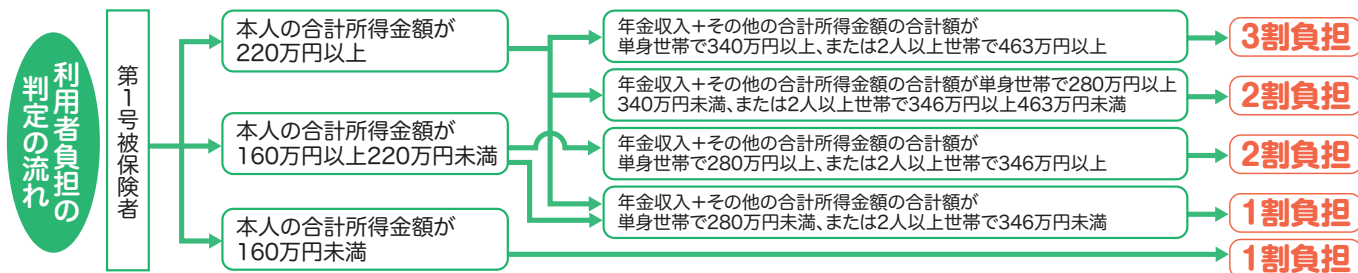 利用者負担の
判定の流れ
第1号被保険者
本人の合計所得金額が
220万円以上
本人の合計所得金額が
160万円以上220万円未満
本人の合計所得金額が
160万円未満
年金収入+その他の合計所得金額の合計額が
単身世帯で340万円以上、または2人以上世帯で463万円以上
3割負担
年金収入+その他の合計所得金額の合計額が単身世帯で280万円以上
340万円未満、または2人以上世帯で346万円以上463万円未満
2割負担
年金収入+その他の合計所得金額の合計額が
単身世帯で280万円以上、または2人以上世帯で346万円以上
2割負担
年金収入+その他の合計所得金額の合計額が
単身世帯で280万円未満、または2人以上世帯で346万円未満
1割負担
1割負担